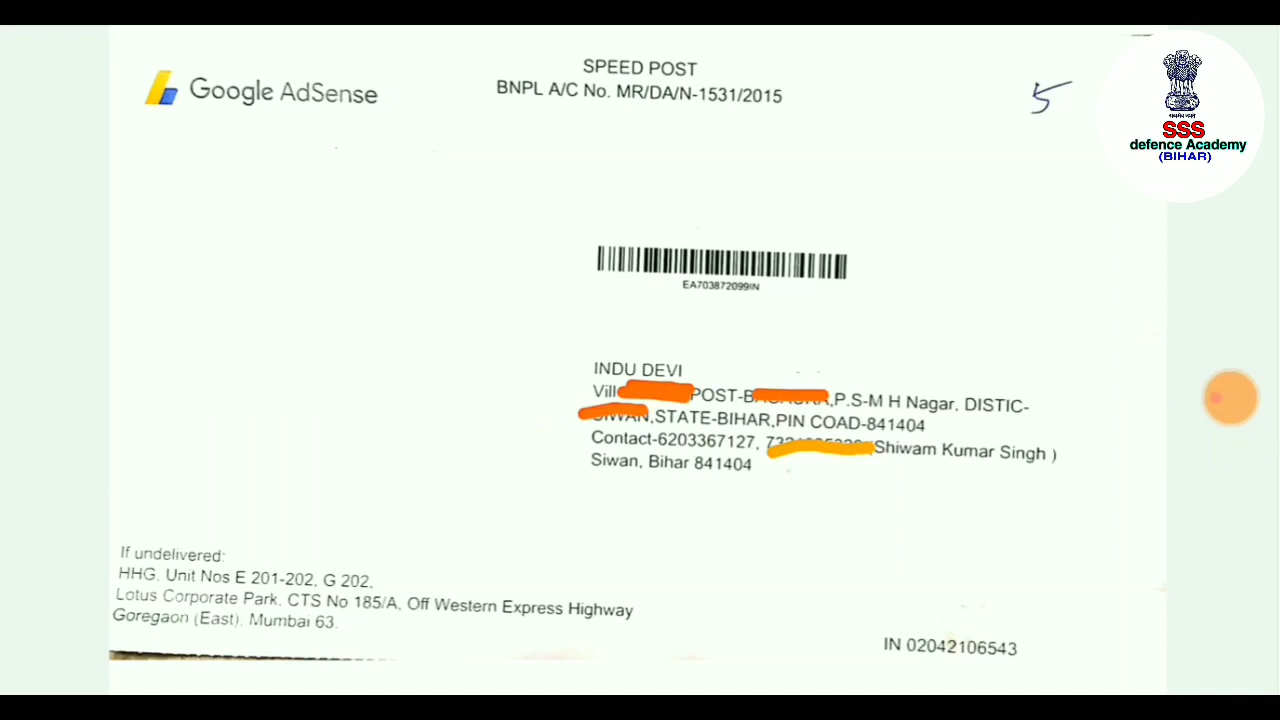 Google AdSense
SPEED POST
BNPL A/C No. MR/DA/N-1531/2015
5
सत्यमेव जयते
SSS
defence Academy
(BIHAR)
EA703872099IN
INDU DEVI
Vill POST- ,P.S-M H Nagar, DISTIC-
,STATE-BIHAR,PIN COAD-841404
Contact-6203367127, (Shiwam Kumar Singh )
Siwan, Bihar 841404
If undelivered:
HHG, Unit Nos E 201-202, G 202,
Lotus Corporate Park, CTS No 185/A, Off Western Express Highway
Goregaon (East), Mumbai 63.
IN 02042106543